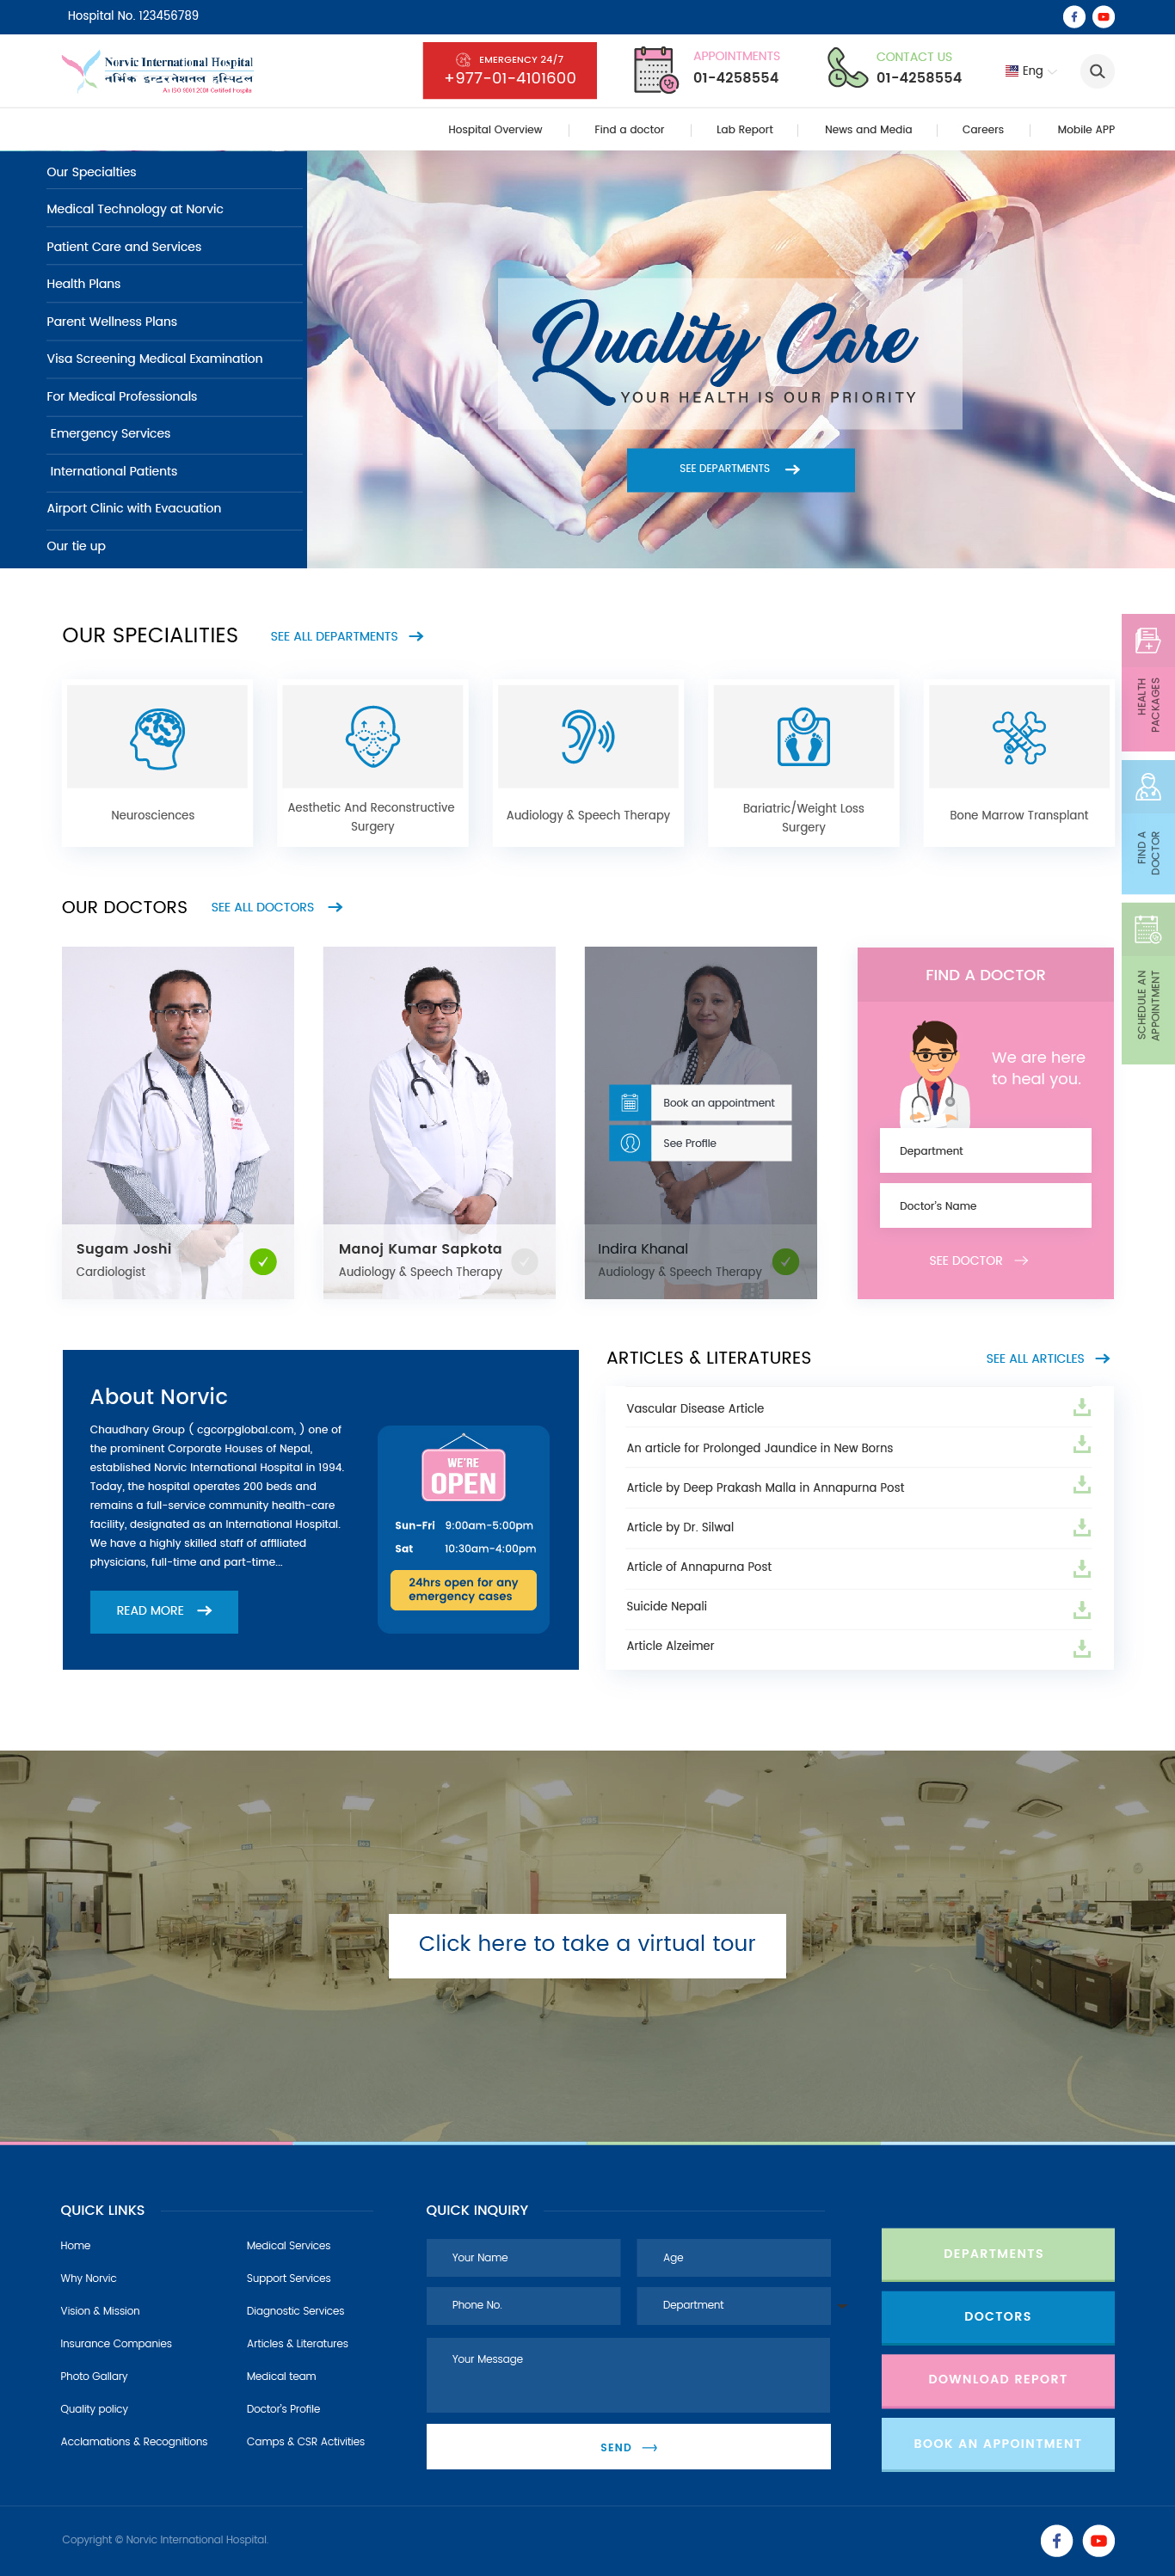 Hospital No. 123456789
Norvic International Hospital
नर्भिक इन्टरनेशनल हस्पिटल
An ISO 9001:2008 Certified hospital
EMERGENCY 24/7
+977-01-4101600
APPOINTMENTS
01-4258554
CONTACT US
01-4258554
Eng
Hospital Overview
Find a doctor
Lab Report
News and Media
Careers
Mobile APP
Our Specialties
Medical Technology at Norvic
Patient Care and Services
Health Plans
Parent Wellness Plans
Visa Screening Medical Examination
For Medical Professionals
Emergency Services
International Patients
Airport Clinic with Evacuation
Our tie up
Quality Care
YOUR HEALTH IS OUR PRIORITY
SEE DEPARTMENTS
OUR SPECIALITIES
SEE ALL DEPARTMENTS
HEALTH
PACKAGES
FIND A
DOCTOR
SCHEDULE AN
APPOINTMENT
Neurosciences
Aesthetic And Reconstructive
Surgery
Audiology & Speech Therapy
Bariatric/Weight Loss
Surgery
Bone Marrow Transplant
OUR DOCTORS
SEE ALL DOCTORS
Sugam Joshi
Cardiologist
Manoj Kumar Sapkota
Audiology & Speech Therapy
Book an appointment
See Profile
Indira Khanal
Audiology & Speech Therapy
FIND A DOCTOR
We are here
to heal you.
Department
Doctor's Name
SEE DOCTOR
About Norvic
Chaudhary Group ( cgcorpglobal.com, ) one of
the prominent Corporate Houses of Nepal,
established Norvic International Hospital in 1994.
Today, the hospital operates 200 beds and
remains a full-service community health-care
facility, designated as an International Hospital.
We have a highly skilled staff of affliated
physicians, full-time and part-time...
READ MORE
WE'RE
OPEN
Sun-Fri 9:00am-5:00pm
Sat 10:30am-4:00pm
24hrs open for any
emergency cases
ARTICLES & LITERATURES
SEE ALL ARTICLES
Vascular Disease Article
An article for Prolonged Jaundice in New Borns
Article by Deep Prakash Malla in Annapurna Post
Article by Dr. Silwal
Article of Annapurna Post
Suicide Nepali
Article Alzeimer
Click here to take a virtual tour
QUICK LINKS
Home
Why Norvic
Vision & Mission
Insurance Companies
Photo Gallary
Quality policy
Acclamations & Recognitions
Medical Services
Support Services
Diagnostic Services
Articles & Literatures
Medical team
Doctor's Profile
Camps & CSR Activities
QUICK INQUIRY
Your Name
Age
Phone No.
Department
Your Message
SEND
DEPARTMENTS
DOCTORS
DOWNLOAD REPORT
BOOK AN APPOINTMENT
Copyright © Norvic International Hospital.